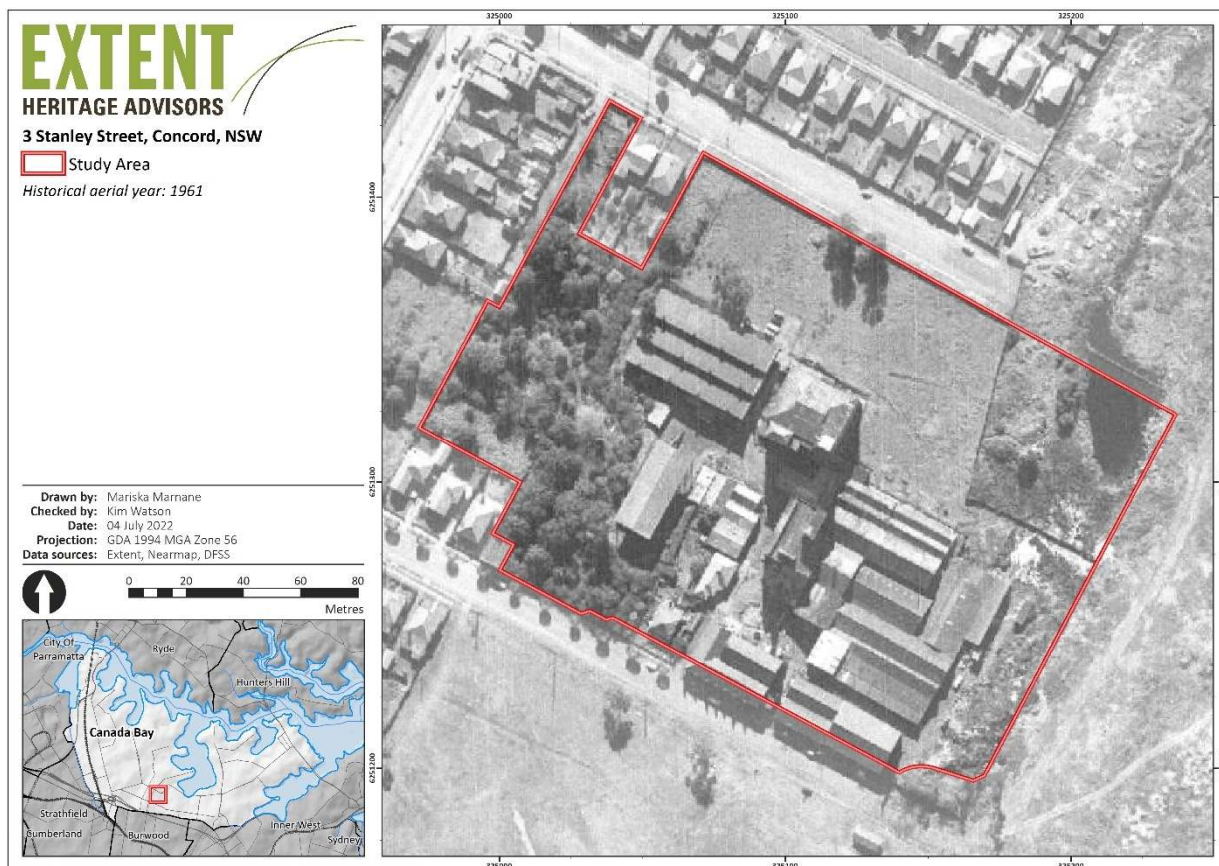 EXTENT
HERITAGE ADVISORS
3 Stanley Street, Concord, NSW
Study Area
Historical aerial year: 1961
Drawn by: Mariska Marnane
Checked by: Kim Watson
Date: 04 July 2022
Projection: GDA 1994 MGA Zone 56
Data sources: Extent, Nearmap, DFSS
0 20 40 60 80
Metres
City Of
Parramatta
Ryde
Hunters Hill
Canada Bay
Strathfield
Cumberland
Burwood
Inner West
Sydney
325000 325100 325200
6251400
6251300
6251200
325000 325100 325200